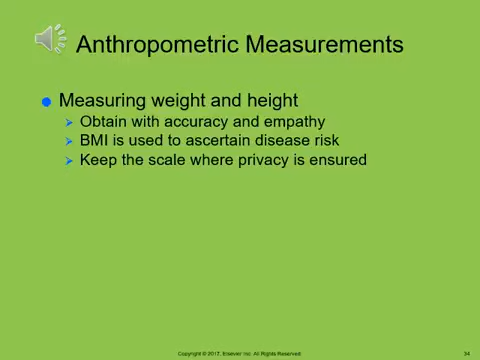 Anthropometric Measurements
Measuring weight and height
Obtain with accuracy and empathy
BMI is used to ascertain disease risk
Keep the scale where privacy is ensured
Copyright © 2017, Elsevier Inc. All Rights Reserved.
34